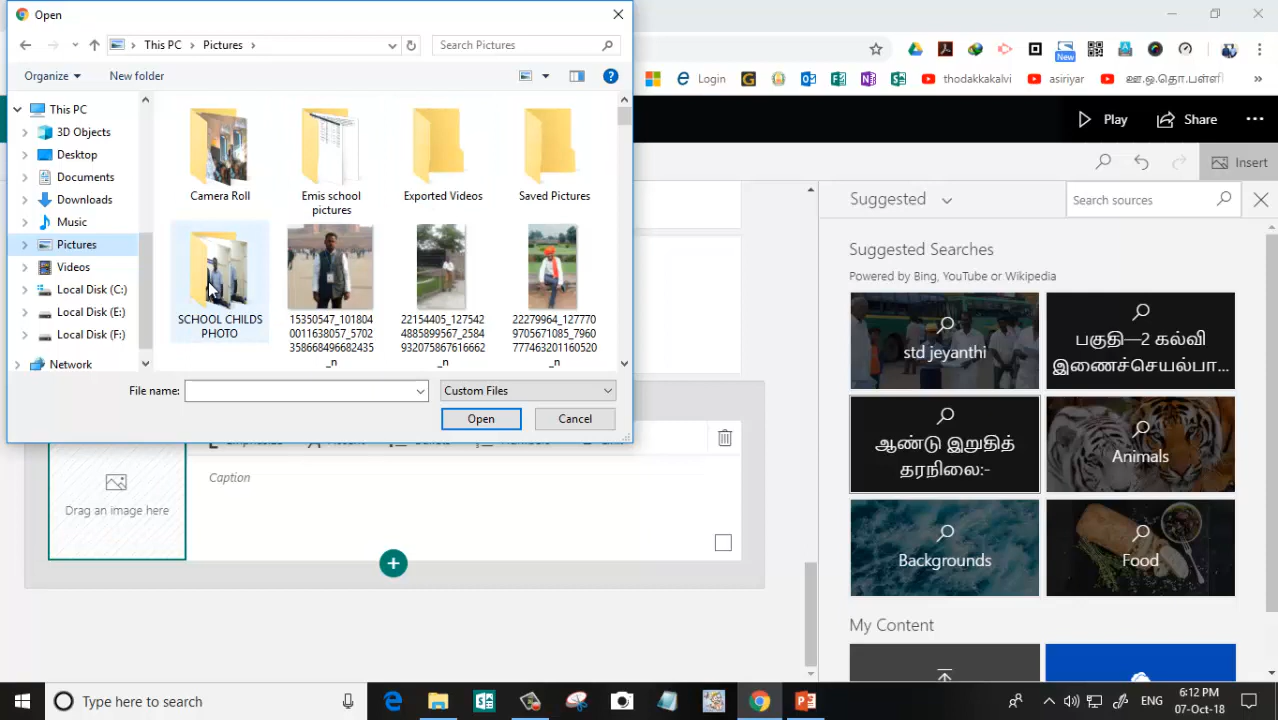 Open
This PC
Pictures
Search Pictures
Organize
New folder
New
Login
thodakkakalvi
asiriyar
ஊ.ஒ.தொ.பள்ளி
»
Play
Share
Insert
This PC
3D Objects
Desktop
Documents
Downloads
Music
Pictures
Videos
Local Disk (C:)
Local Disk (E:)
Local Disk (F:)
Network
Camera Roll
Emis school
pictures
Exported Videos
Saved Pictures
SCHOOL CHILDS
PHOTO
15350547_101804
0011638057_5702
358668496682435
_n
22154405_127542
4885899567_2584
932075867616662
_n
22279964_127770
9705671085_7960
777463201160520
_n
File name:
Custom Files
Open
Cancel
Caption
Drag an image here
Suggested
Search sources
Suggested Searches
Powered by Bing, YouTube or Wikipedia
std jeyanthi
பகுதி—2 கல்வி
இணைச்செயல்பா...
ஆண்டு இறுதித்
தரநிலை:-
Animals
Backgrounds
Food
My Content
Type here to search
ENG
6:12 PM
07-Oct-18